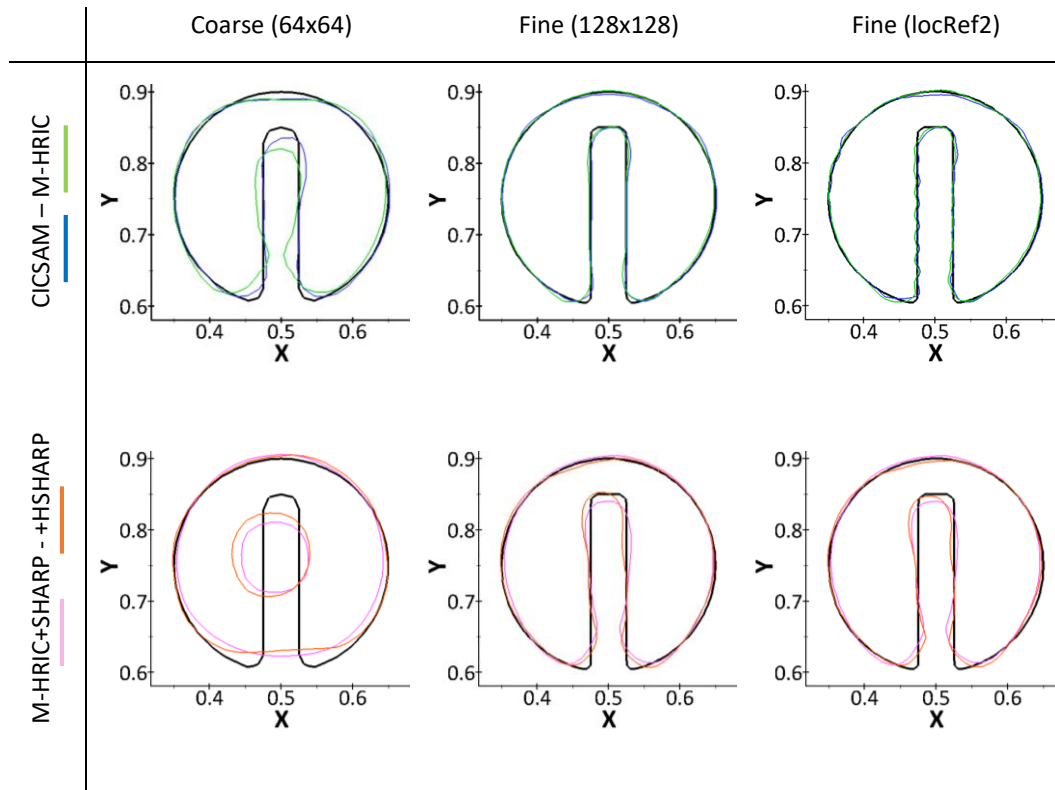 Coarse (64x64)
Fine (128x128)
Fine (locRef2)
CICSAM – M-HRIC
0.9
0.8
0.7
0.6
Y
0.4
0.5
0.6
X
0.9
0.8
0.7
0.6
Y
0.4
0.5
0.6
X
0.9
0.8
0.7
0.6
Y
0.4
0.5
0.6
X
M-HRIC+SHARP - +HSHARP
0.9
0.8
0.7
0.6
Y
0.4
0.5
0.6
X
0.9
0.8
0.7
0.6
Y
0.4
0.5
0.6
X
0.9
0.8
0.7
0.6
Y
0.4
0.5
0.6
X